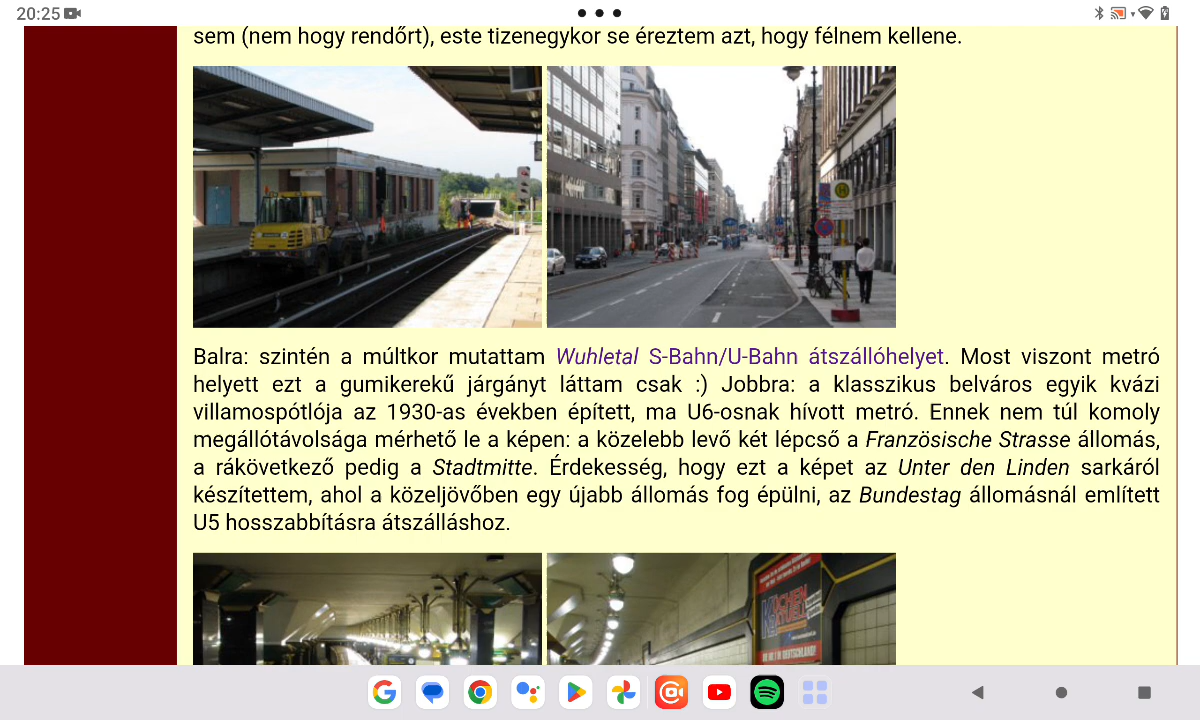 20:25
sem (nem hogy rendőrt), este tizenegykor se éreztem azt, hogy félnem kellene.
H
Balra: szintén a múltkor mutattam Wuhletal S-Bahn/U-Bahn átszállóhelyet. Most viszont metró
helyett ezt a gumikerekű járgányt láttam csak :) Jobbra: a klasszikus belváros egyik kvázi
villamospótlója az 1930-as években épített, ma U6-osnak hívott metró. Ennek nem túl komoly
megállótávolsága mérhető le a képen: a közelebb levő két lépcső a Französische Strasse állomás,
a rákövetkező pedig a Stadtmitte. Érdekesség, hogy ezt a képet az Unter den Linden sarkáról
készítettem, ahol a közeljövőben egy újabb állomás fog épülni, az Bundestag állomásnál említett
U5 hosszabbításra átszálláshoz.